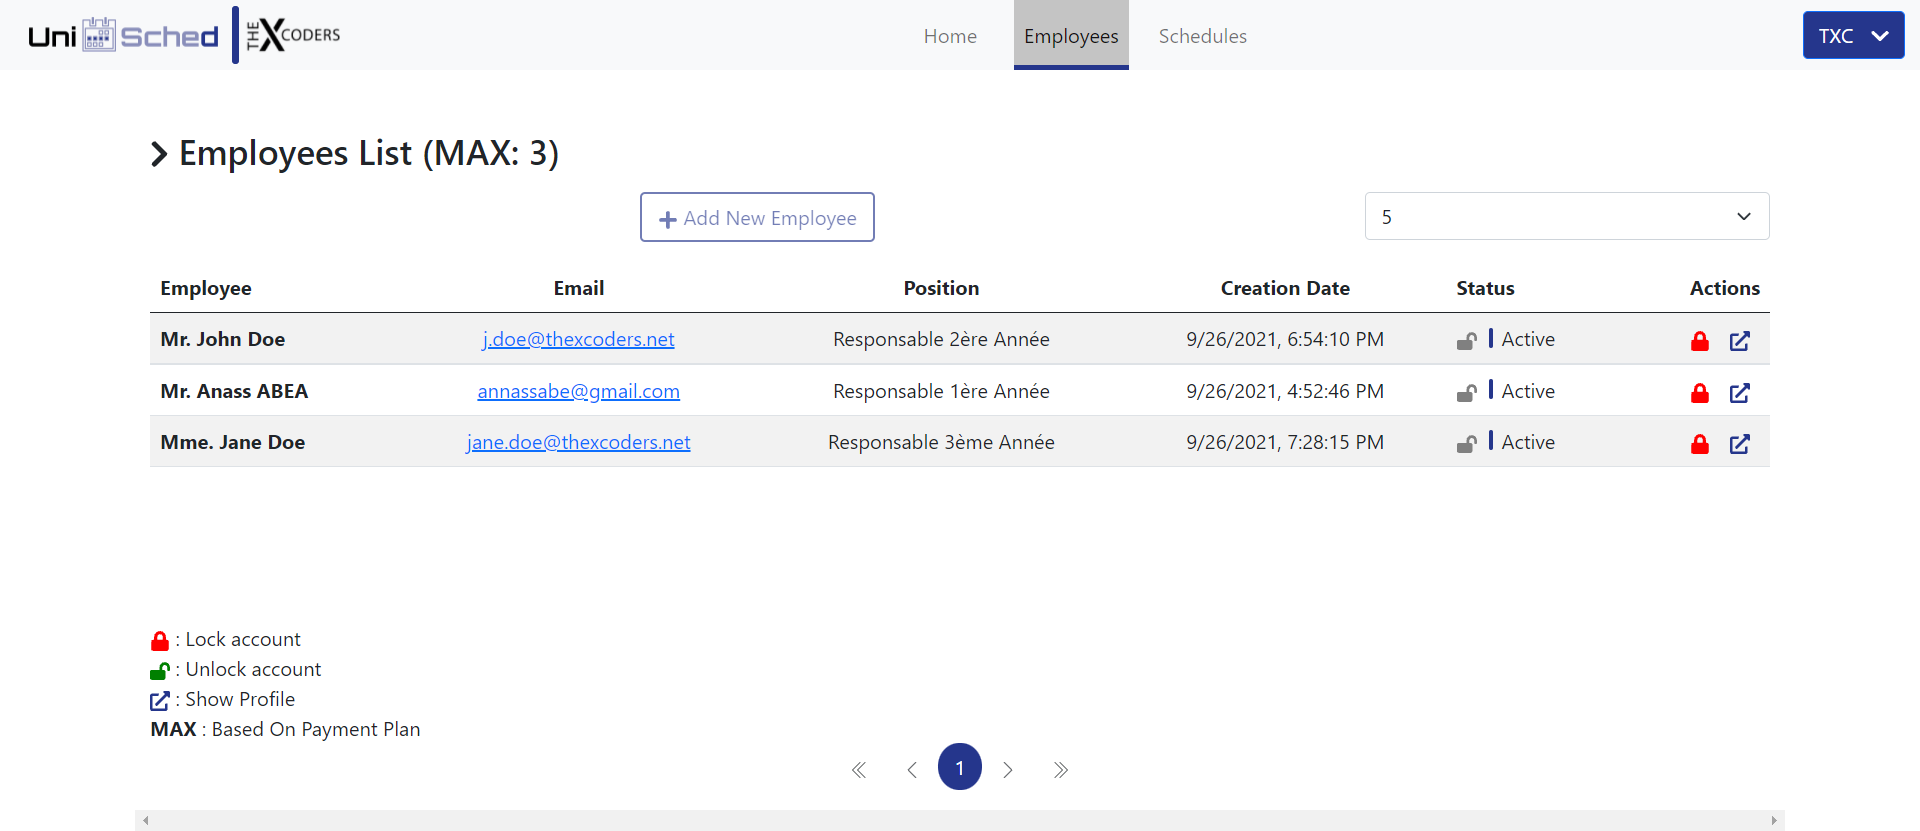 UniSched THE XCODERS Home Employees Schedules TXC
Employees List (MAX: 3)
Add New Employee 5
Employee Email Position Creation Date Status Actions
Mr. John Doe j.doe@thexcoders.net Responsable 2ère Année 9/26/2021, 6:54:10 PM Active
Mr. Anass ABEA annassabe@gmail.com Responsable 1ère Année 9/26/2021, 4:52:46 PM Active
Mme. Jane Doe jane.doe@thexcoders.net Responsable 3ème Année 9/26/2021, 7:28:15 PM Active
: Lock account
: Unlock account
: Show Profile
MAX : Based On Payment Plan
« ‹ 1 › »